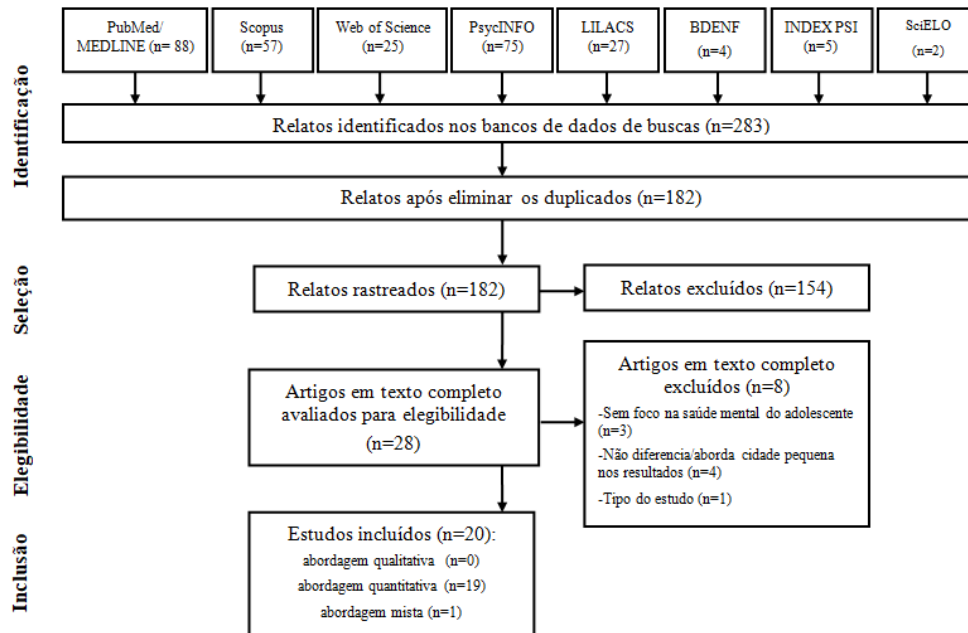 PubMed/
MEDLINE (n= 88)
Scopus
(n=57)
Web of Science
(n=25)
PsycINFO
(n=75)
LILACS
(n=27)
BDENF
(n=4)
INDEX PSI
(n=5)
SciELO
(n=2)
Identificação
Relatos identificados nos bancos de dados de buscas (n=283)
Relatos após eliminar os duplicados (n=182)
Seleção
Relatos rastreados (n=182)
Relatos excluídos (n=154)
Elegibilidade
Artigos em texto completo
avaliados para elegibilidade
(n=28)
Artigos em texto completo
excluídos (n=8)
-Sem foco na saúde mental do adolescente
(n=3)
-Não diferencia/aborda cidade pequena
nos resultados (n=4)
-Tipo do estudo (n=1)
Inclusão
Estudos incluídos (n=20):
abordagem qualitativa (n=0)
abordagem quantitativa (n=19)
abordagem mista (n=1)